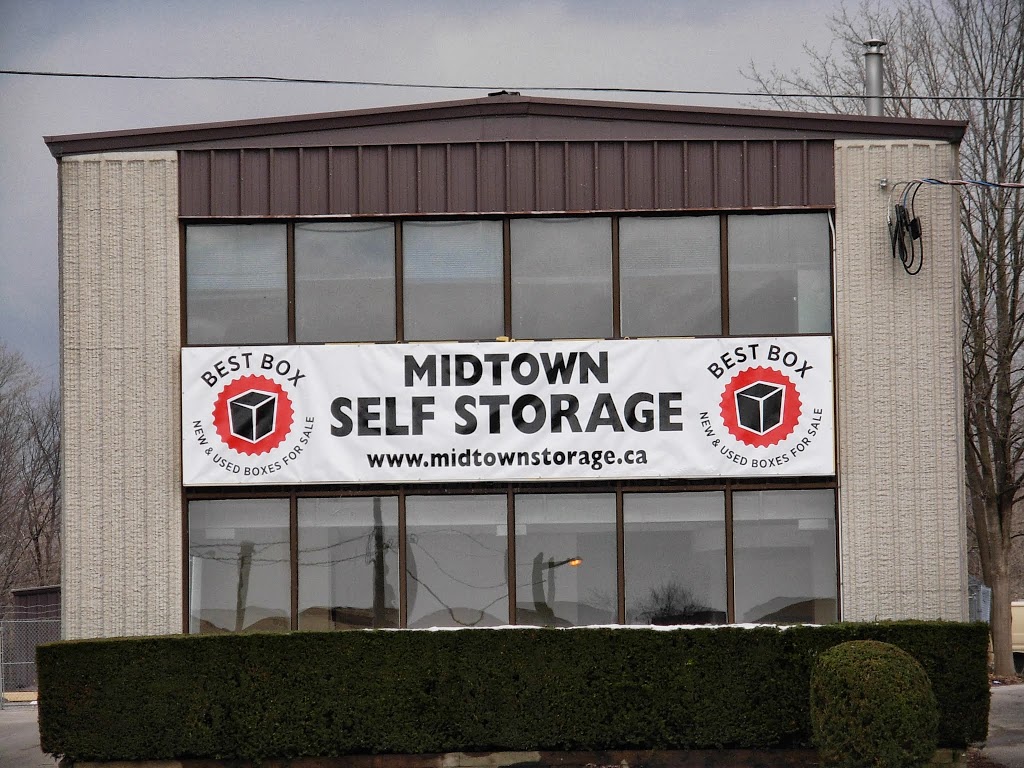 BEST BOX
NEW & USED BOXES FOR SALE
MIDTOWN
SELF STORAGE
www.midtownstorage.ca
BEST BOX
NEW & USED BOXES FOR SALE